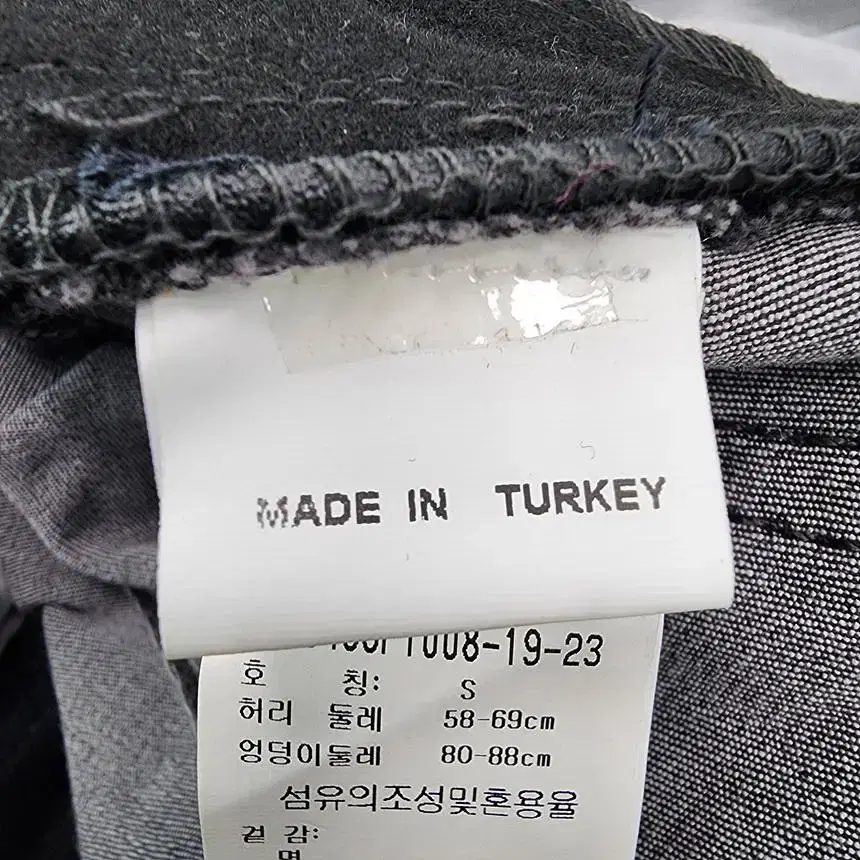 MADE IN TURKEY
1008-19-23
호 칭: S
허리 둘레 58-69cm
엉덩이둘레 80-88cm
섬유의조성및혼용율
겉 감:
면